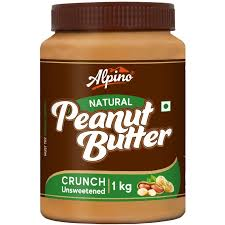 Alpino
NATURAL
Peanut
Butter
CRUNCH
Unsweetened
1 kg